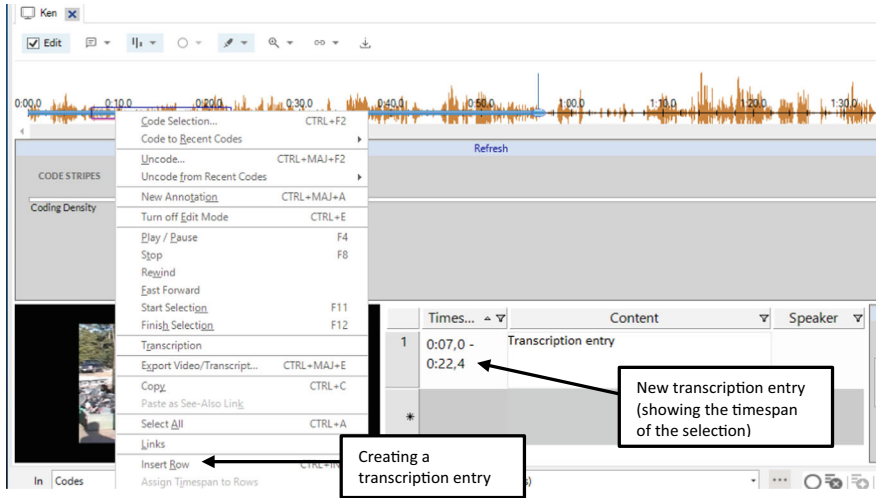 Ken
Edit
0:00,0 0:10,0 0:20,0 0:30,0 0:40,0 0:50,0 1:00,0 1:10,0 1:20,0 1:30,0
Refresh
CODE STRIPES
Coding Density
Code Selection... CTRL+F2
Code to Recent Codes
Uncode... CTRL+MAJ+F2
Uncode from Recent Codes
New Annotation CTRL+MAJ+A
Turn off Edit Mode CTRL+E
Play / Pause F4
Stop F8
Rewind
Fast Forward
Start Selection F11
Finish Selection F12
Transcription
Export Video/Transcript... CTRL+MAJ+E
Copy CTRL+C
Paste as See-Also Link
Select All CTRL+A
Links
Insert Row
Assign Timespan to Rows
Times... Content Speaker
1 0:07,0 - Transcription entry
0:22,4
*
New transcription entry
(showing the timespan
of the selection)
Creating a
transcription entry
In Codes